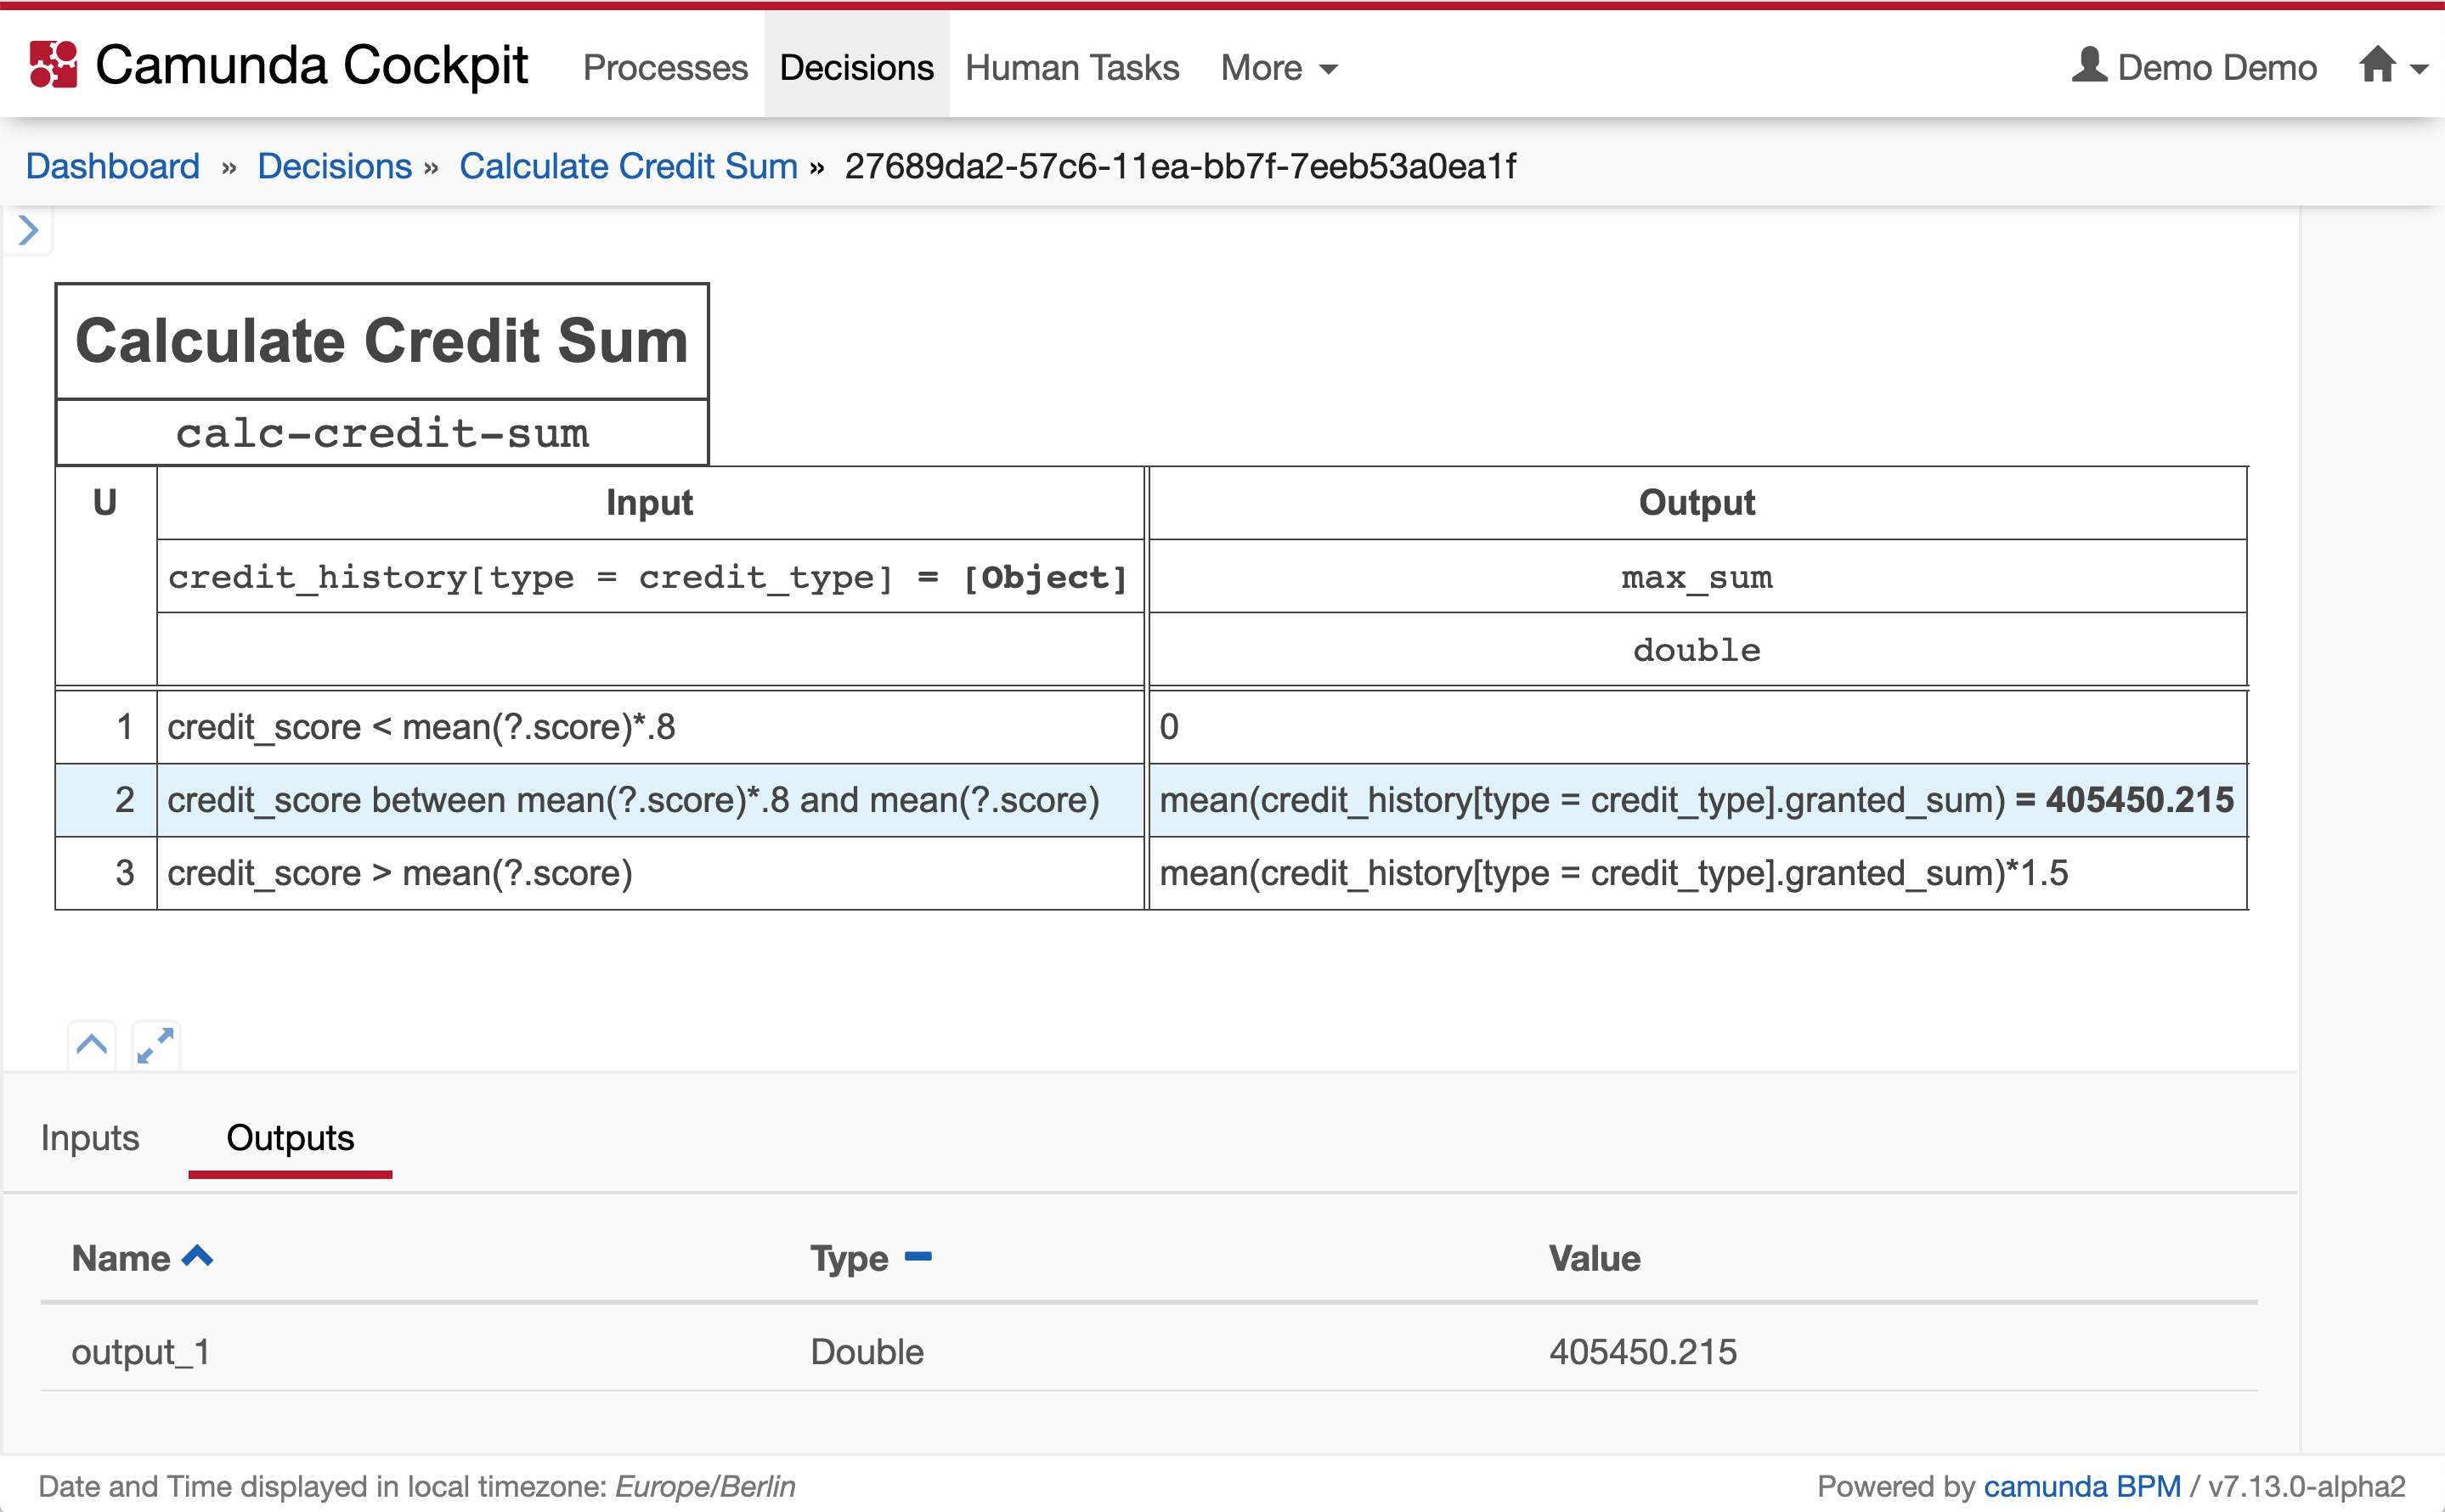 Camunda Cockpit Processes Decisions Human Tasks More Demo Demo
Dashboard » Decisions » Calculate Credit Sum » 27689da2-57c6-11ea-bb7f-7eeb53a0ea1f
Calculate Credit Sum
calc-credit-sum
U Input Output
credit_history[type = credit_type] = [Object] max_sum
double
1 credit_score < mean(?.score)*.8 0
2 credit_score between mean(?.score)*.8 and mean(?.score) mean(credit_history[type = credit_type].granted_sum) = 405450.215
3 credit_score > mean(?.score) mean(credit_history[type = credit_type].granted_sum)*1.5
Inputs Outputs
Name Type Value
output_1 Double 405450.215
Date and Time displayed in local timezone: Europe/Berlin Powered by camunda BPM / v7.13.0-alpha2